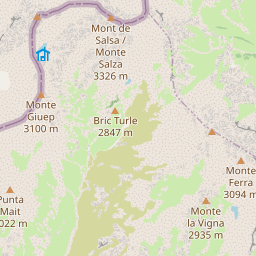 Mont de
Salsa /
Monte
Salza
3326 m
Monte
Giuep
3100 m
Bric Turle
2847 m
Monte
Ferra
3094 m
Punta
Mait
022 m
Monte
la Vigna
2935 m